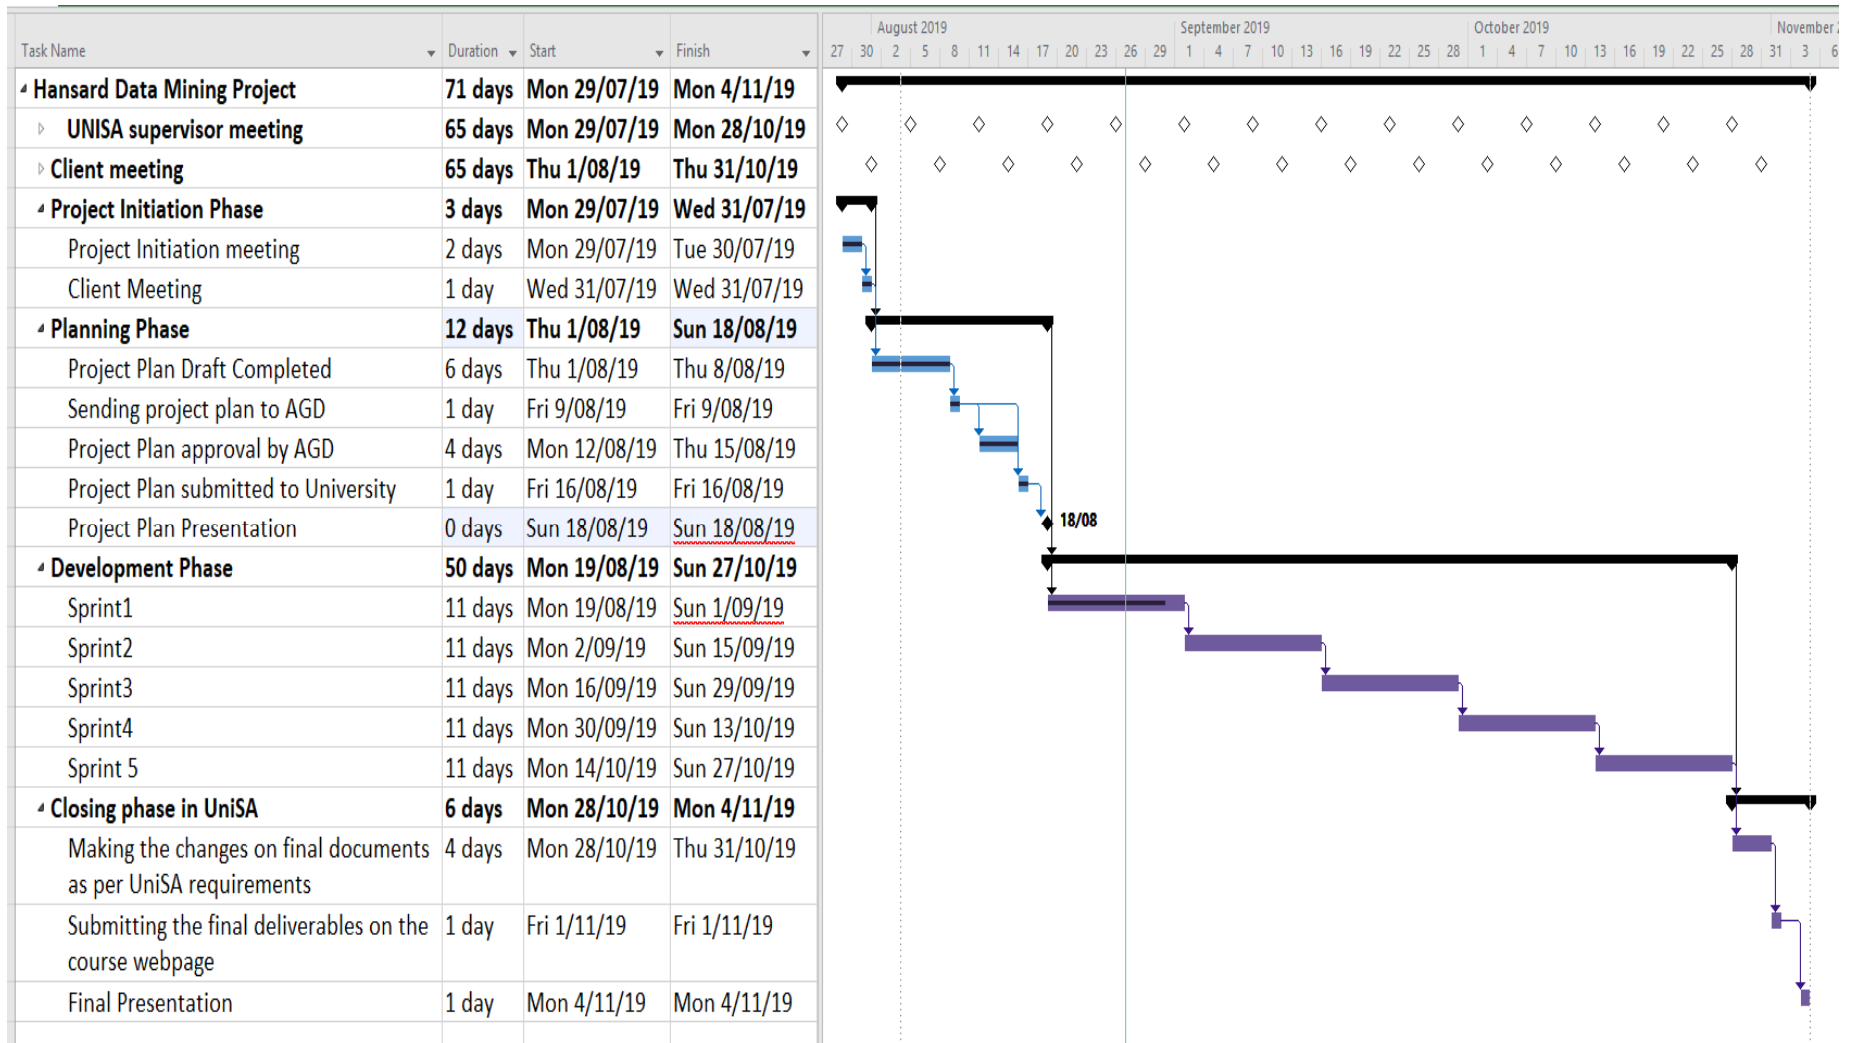 August 2019 September 2019 October 2019 November 2
Task Name Duration Start Finish 27 30 2 5 8 11 14 17 20 23 26 29 1 4 7 10 13 16 19 22 25 28 1 4 7 10 13 16 19 22 25 28 31 3 6
Hansard Data Mining Project 71 days Mon 29/07/19 Mon 4/11/19
UNISA supervisor meeting 65 days Mon 29/07/19 Mon 28/10/19
Client meeting 65 days Thu 1/08/19 Thu 31/10/19
Project Initiation Phase 3 days Mon 29/07/19 Wed 31/07/19
Project Initiation meeting 2 days Mon 29/07/19 Tue 30/07/19
Client Meeting 1 day Wed 31/07/19 Wed 31/07/19
Planning Phase 12 days Thu 1/08/19 Sun 18/08/19
Project Plan Draft Completed 6 days Thu 1/08/19 Thu 8/08/19
Sending project plan to AGD 1 day Fri 9/08/19 Fri 9/08/19
Project Plan approval by AGD 4 days Mon 12/08/19 Thu 15/08/19
Project Plan submitted to University 1 day Fri 16/08/19 Fri 16/08/19
Project Plan Presentation 0 days Sun 18/08/19 Sun 18/08/19 18/08
Development Phase 50 days Mon 19/08/19 Sun 27/10/19
Sprint1 11 days Mon 19/08/19 Sun 1/09/19
Sprint2 11 days Mon 2/09/19 Sun 15/09/19
Sprint3 11 days Mon 16/09/19 Sun 29/09/19
Sprint4 11 days Mon 30/09/19 Sun 13/10/19
Sprint 5 11 days Mon 14/10/19 Sun 27/10/19
Closing phase in UniSA 6 days Mon 28/10/19 Mon 4/11/19
Making the changes on final documents 4 days Mon 28/10/19 Thu 31/10/19
as per UniSA requirements
Submitting the final deliverables on the 1 day Fri 1/11/19 Fri 1/11/19
course webpage
Final Presentation 1 day Mon 4/11/19 Mon 4/11/19